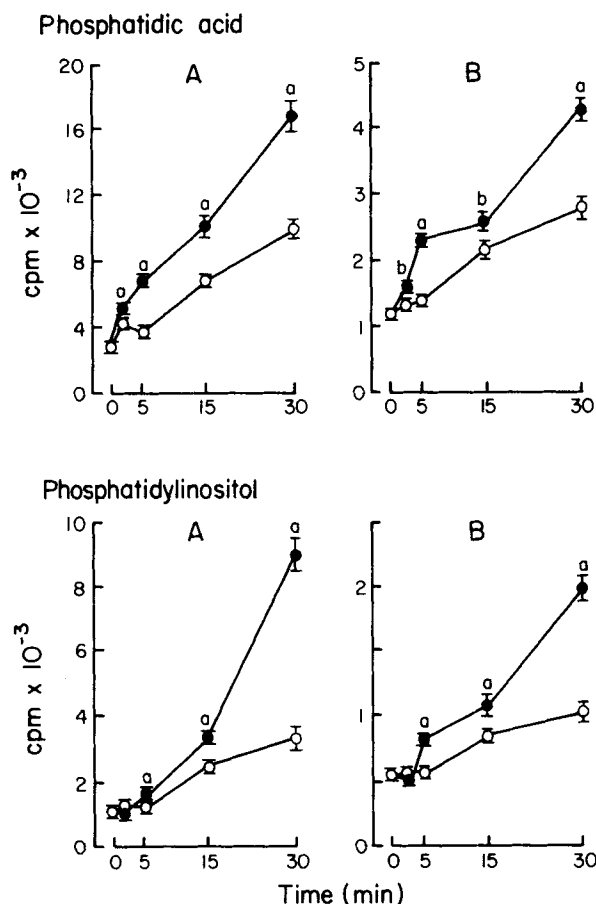 Phosphatidic acid
A
B
cpm x 10⁻³
20
16
12
8
4
0
a
a
a
a
0 5 15 30
5
4
3
2
1
0
b
a
b
a
0 5 15 30
Phosphatidylinositol
A
B
cpm x 10⁻³
10
8
6
4
2
0
a
a
a
0 5 15 30
2
1
0
a
a
a
0 5 15 30
Time (min)